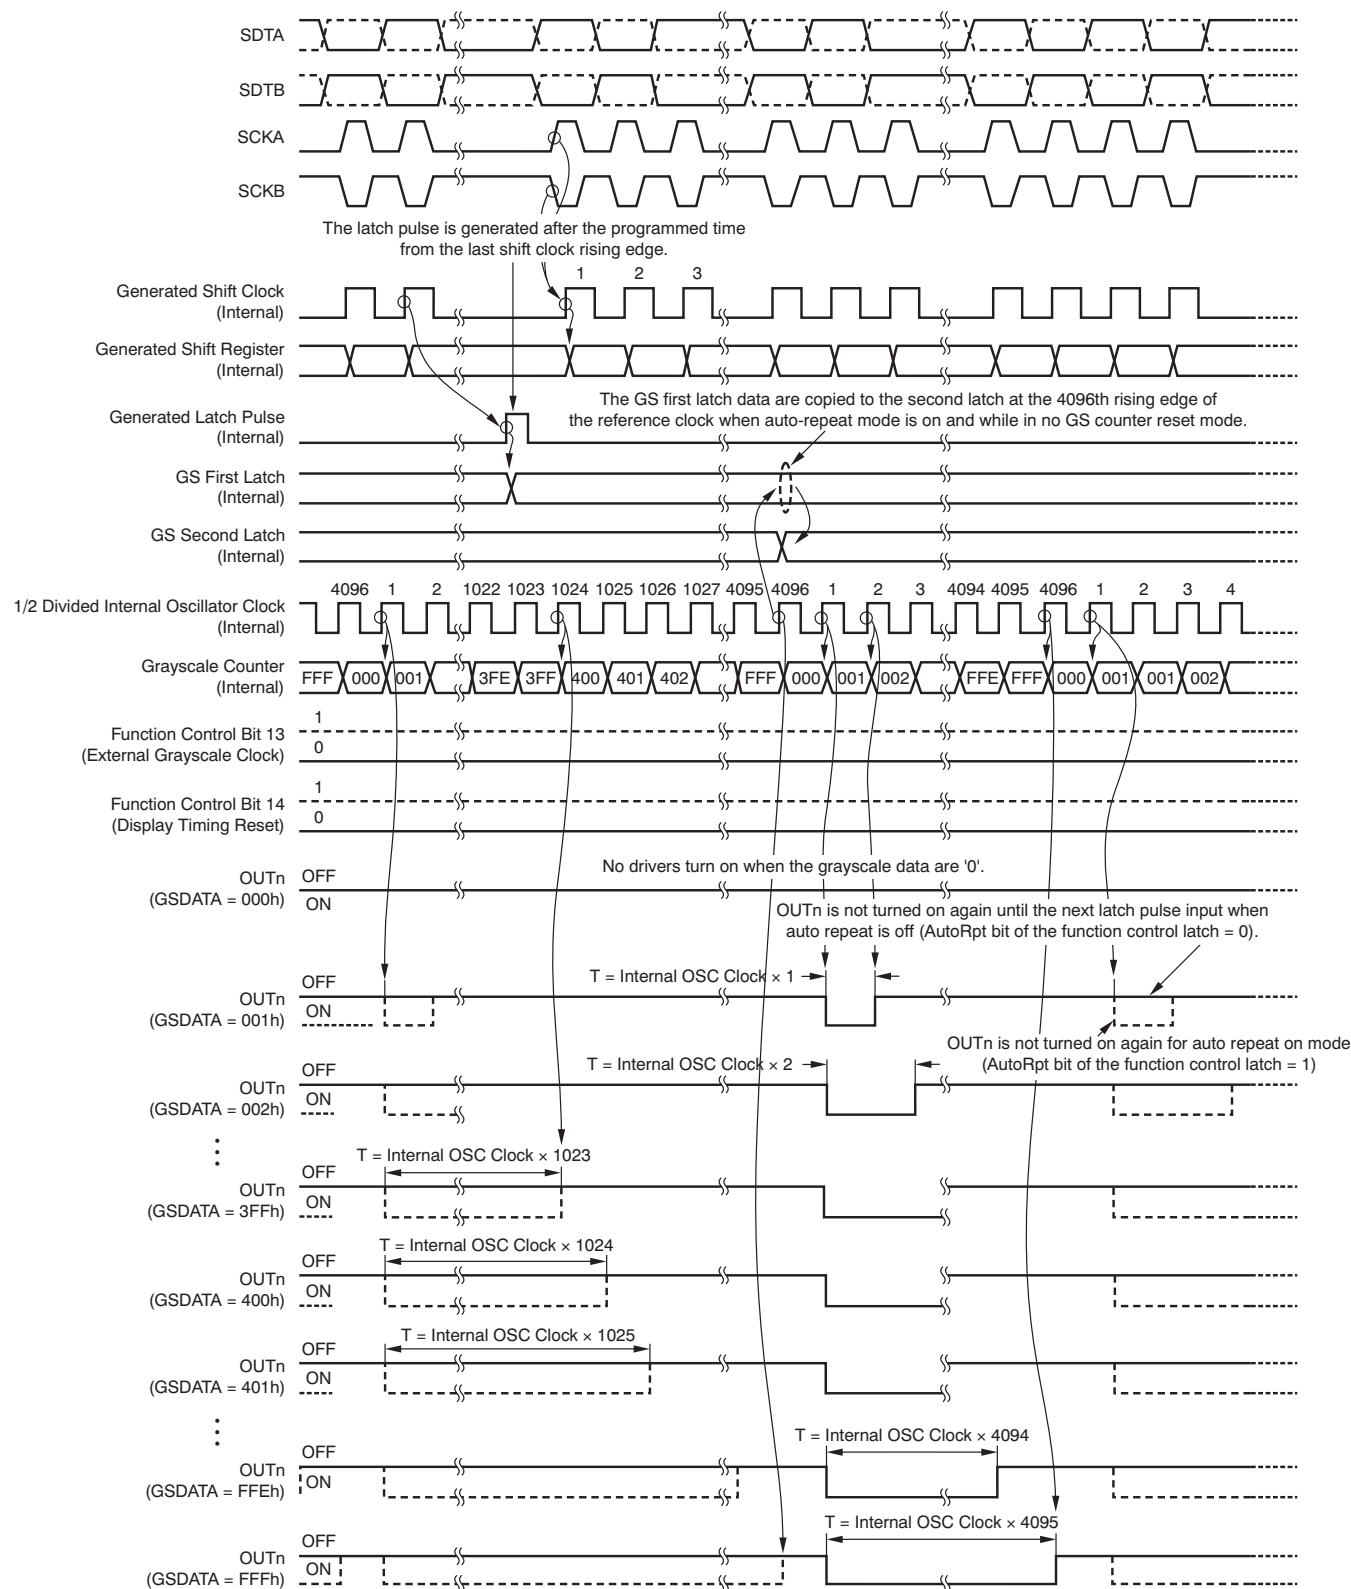 SDTA
SDTB
SCKA
SCKB
The latch pulse is generated after the programmed time
from the last shift clock rising edge.
1 2 3
Generated Shift Clock
(Internal)
Generated Shift Register
(Internal)
The GS first latch data are copied to the second latch at the 4096th rising edge of
the reference clock when auto-repeat mode is on and while in no GS counter reset mode.
Generated Latch Pulse
(Internal)
GS First Latch
(Internal)
GS Second Latch
(Internal)
4096 1 2 1022 1023 1024 1025 1026 1027 4095 4096 1 2 3 4094 4095 4096 1 2 3 4
1/2 Divided Internal Oscillator Clock
(Internal)
Grayscale Counter
(Internal)
FFF 000 001 3FE 3FF 400 401 402 FFF 000 001 002 FFE FFF 000 001 001 002
Function Control Bit 13
(External Grayscale Clock)
1
0
Function Control Bit 14
(Display Timing Reset)
1
0
No drivers turn on when the grayscale data are '0'.
OUTn
(GSDATA = 000h)
OFF
ON
OUTn is not turned on again until the next latch pulse input when
auto repeat is off (AutoRpt bit of the function control latch = 0).
T = Internal OSC Clock × 1
OUTn
(GSDATA = 001h)
OFF
ON
OUTn is not turned on again for auto repeat on mode
(AutoRpt bit of the function control latch = 1)
T = Internal OSC Clock × 2
OUTn
(GSDATA = 002h)
OFF
ON
T = Internal OSC Clock × 1023
OUTn
(GSDATA = 3FFh)
OFF
ON
T = Internal OSC Clock × 1024
OUTn
(GSDATA = 400h)
OFF
ON
T = Internal OSC Clock × 1025
OUTn
(GSDATA = 401h)
OFF
ON
T = Internal OSC Clock × 4094
OUTn
(GSDATA = FFEh)
OFF
ON
T = Internal OSC Clock × 4095
OUTn
(GSDATA = FFFh)
OFF
ON